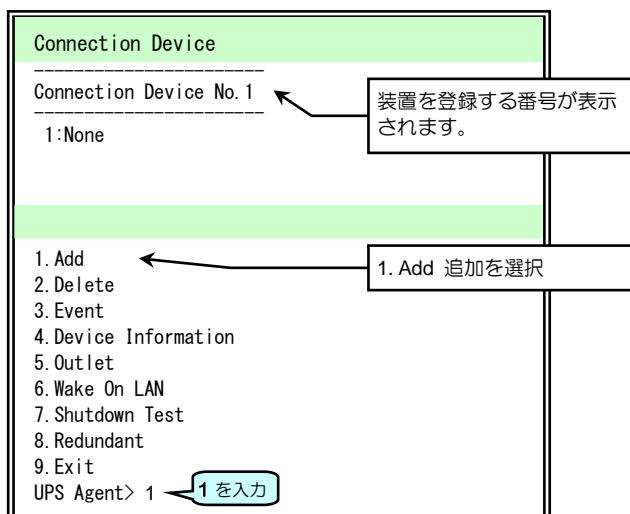 Connection Device
-----------------------
Connection Device No.1
-----------------------
1:None
装置を登録する番号が表示
されます。
1.Add
1.Add 追加を選択
2.Delete
3.Event
4.Device Information
5.Outlet
6.Wake On LAN
7.Shutdown Test
8.Redundant
9.Exit
UPS Agent> 1
1 を入力